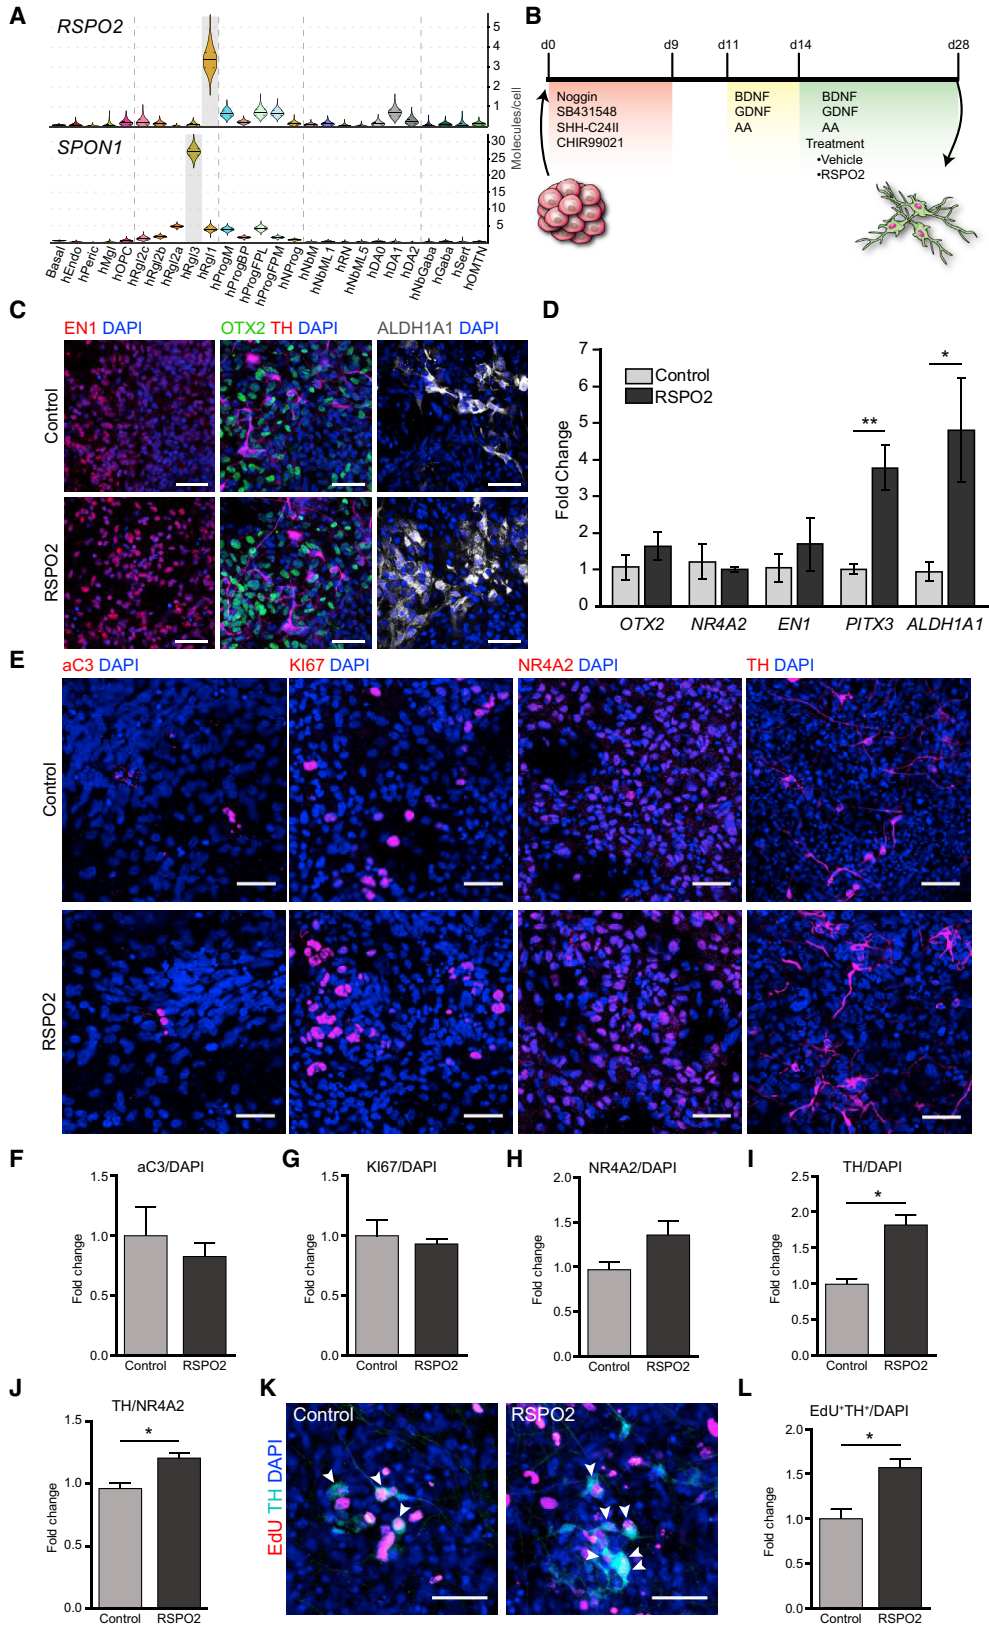 A
RSPO2
5
4
3
2
1
SPON1
30
25
20
15
10
5
Molecules/cell
Basal
hEndo
hPeric
hMgl
hOPC
hRgl2c
hRgl2b
hRgl2a
hRgl3
hRgl1
hProgM
hProgBP
hProgFPL
hProgFPM
hNProg
hNbM
hNbML1
hRN
hNbML5
hDA0
hDA1
hDA2
hNbGaba
hGaba
hSert
hOMTN
B
d0 d9 d11 d14 d28
Noggin
SB431548
SHH-C24II
CHIR99021
BDNF
GDNF
AA
BDNF
GDNF
AA
Treatment
•Vehicle
•RSPO2
C
EN1 DAPI
OTX2 TH DAPI
ALDH1A1 DAPI
Control
RSPO2
D
Fold Change
7
6
5
4
3
2
1
0
Control
RSPO2
**
*
OTX2 NR4A2 EN1 PITX3 ALDH1A1
E
aC3 DAPI
KI67 DAPI
NR4A2 DAPI
TH DAPI
Control
RSPO2
F
aC3/DAPI
Fold change
1.5
1.0
0.5
0.0
Control RSPO2
G
KI67/DAPI
Fold change
1.5
1.0
0.5
0.0
Control RSPO2
H
NR4A2/DAPI
Fold change
2.0
1.5
1.0
0.5
0.0
Control RSPO2
I
TH/DAPI
Fold change
2.5
2.0
1.5
1.0
0.5
0.0
*
Control RSPO2
J
TH/NR4A2
Fold change
1.5
1.0
0.5
0.0
*
Control RSPO2
K
EdU TH DAPI
Control
RSPO2
L
EdU⁺TH⁺/DAPI
Fold change
2.0
1.5
1.0
0.5
0.0
*
Control RSPO2